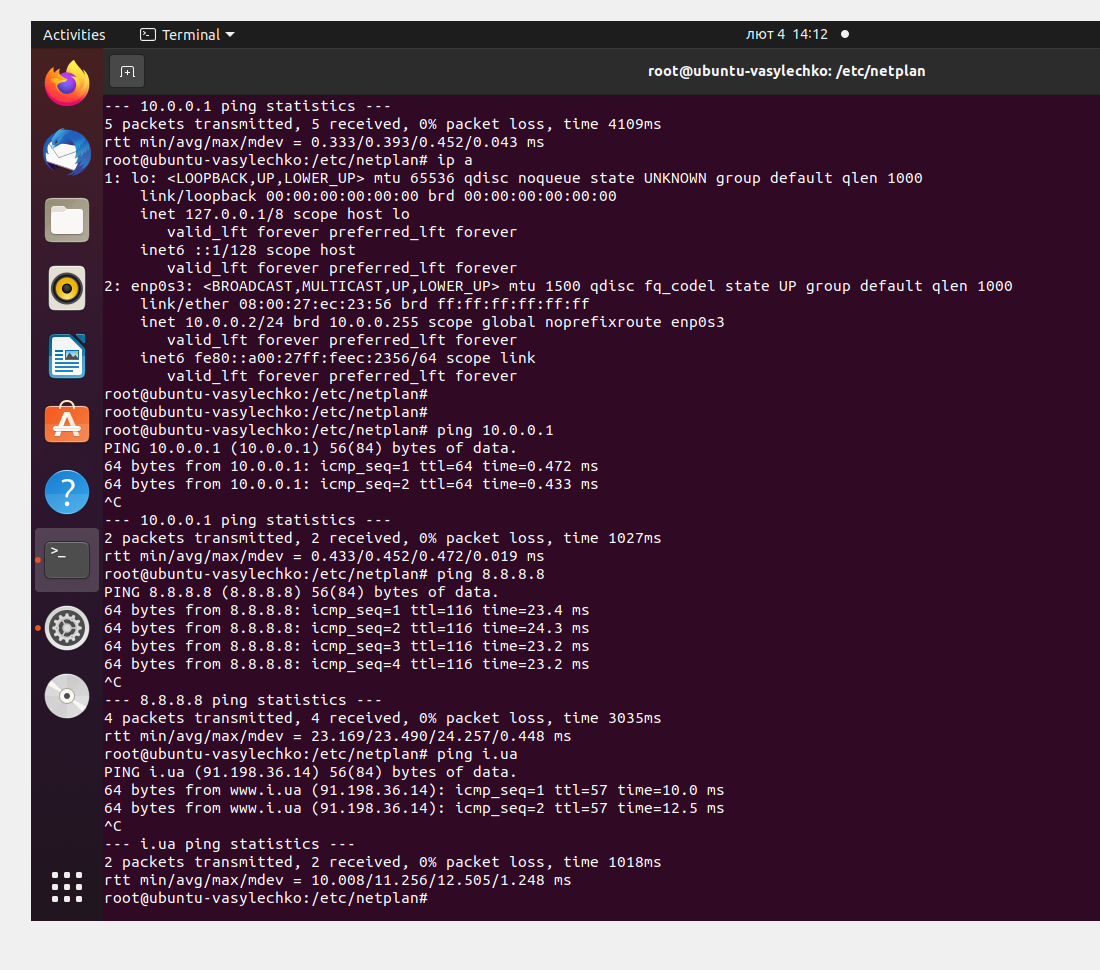 Activities
Terminal
лют 4 14:12
root@ubuntu-vasylechko: /etc/netplan
--- 10.0.0.1 ping statistics ---
5 packets transmitted, 5 received, 0% packet loss, time 4109ms
rtt min/avg/max/mdev = 0.333/0.393/0.452/0.043 ms
root@ubuntu-vasylechko:/etc/netplan# ip a
1: lo: <LOOPBACK,UP,LOWER_UP> mtu 65536 qdisc noqueue state UNKNOWN group default qlen 1000
    link/loopback 00:00:00:00:00:00 brd 00:00:00:00:00:00
    inet 127.0.0.1/8 scope host lo
       valid_lft forever preferred_lft forever
    inet6 ::1/128 scope host
       valid_lft forever preferred_lft forever
2: enp0s3: <BROADCAST,MULTICAST,UP,LOWER_UP> mtu 1500 qdisc fq_codel state UP group default qlen 1000
    link/ether 08:00:27:ec:23:56 brd ff:ff:ff:ff:ff:ff
    inet 10.0.0.2/24 brd 10.0.0.255 scope global noprefixroute enp0s3
       valid_lft forever preferred_lft forever
    inet6 fe80::a00:27ff:feec:2356/64 scope link
       valid_lft forever preferred_lft forever
root@ubuntu-vasylechko:/etc/netplan#
root@ubuntu-vasylechko:/etc/netplan#
root@ubuntu-vasylechko:/etc/netplan# ping 10.0.0.1
PING 10.0.0.1 (10.0.0.1) 56(84) bytes of data.
64 bytes from 10.0.0.1: icmp_seq=1 ttl=64 time=0.472 ms
64 bytes from 10.0.0.1: icmp_seq=2 ttl=64 time=0.433 ms
^C
--- 10.0.0.1 ping statistics ---
2 packets transmitted, 2 received, 0% packet loss, time 1027ms
rtt min/avg/max/mdev = 0.433/0.452/0.472/0.019 ms
root@ubuntu-vasylechko:/etc/netplan# ping 8.8.8.8
PING 8.8.8.8 (8.8.8.8) 56(84) bytes of data.
64 bytes from 8.8.8.8: icmp_seq=1 ttl=116 time=23.4 ms
64 bytes from 8.8.8.8: icmp_seq=2 ttl=116 time=24.3 ms
64 bytes from 8.8.8.8: icmp_seq=3 ttl=116 time=23.2 ms
64 bytes from 8.8.8.8: icmp_seq=4 ttl=116 time=23.2 ms
^C
--- 8.8.8.8 ping statistics ---
4 packets transmitted, 4 received, 0% packet loss, time 3035ms
rtt min/avg/max/mdev = 23.169/23.490/24.257/0.448 ms
root@ubuntu-vasylechko:/etc/netplan# ping i.ua
PING i.ua (91.198.36.14) 56(84) bytes of data.
64 bytes from www.i.ua (91.198.36.14): icmp_seq=1 ttl=57 time=10.0 ms
64 bytes from www.i.ua (91.198.36.14): icmp_seq=2 ttl=57 time=12.5 ms
^C
--- i.ua ping statistics ---
2 packets transmitted, 2 received, 0% packet loss, time 1018ms
rtt min/avg/max/mdev = 10.008/11.256/12.505/1.248 ms
root@ubuntu-vasylechko:/etc/netplan#